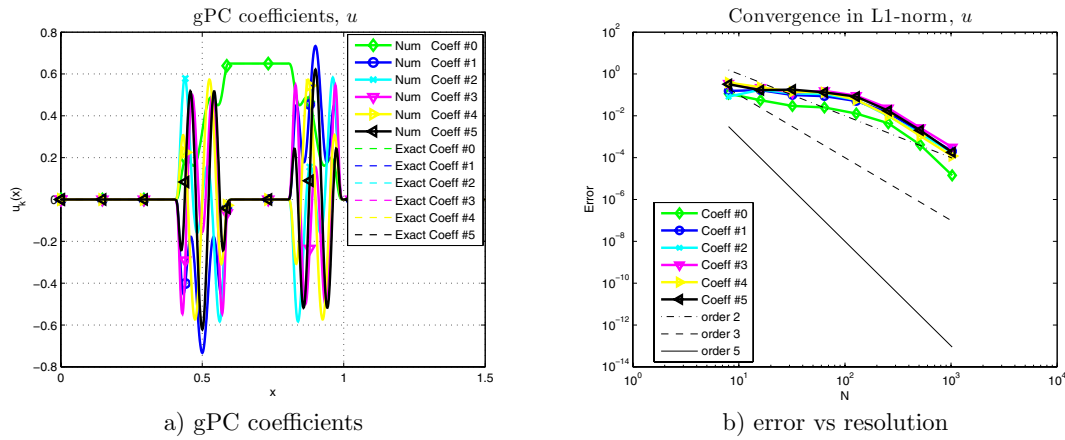 gPC coefficients, u
0.8
0.6
0.4
0.2
0
−0.2
−0.4
−0.6
−0.8
u_k(x)
0
0.5
1
1.5
x
Num Coeff #0
Num Coeff #1
Num Coeff #2
Num Coeff #3
Num Coeff #4
Num Coeff #5
Exact Coeff #0
Exact Coeff #1
Exact Coeff #2
Exact Coeff #3
Exact Coeff #4
Exact Coeff #5
a) gPC coefficients
Convergence in L1-norm, u
10^2
10^0
10^−2
10^−4
10^−6
10^−8
10^−10
10^−12
10^−14
Error
Coeff #0
Coeff #1
Coeff #2
Coeff #3
Coeff #4
Coeff #5
order 2
order 3
order 5
10^0
10^1
10^2
10^3
10^4
N
b) error vs resolution